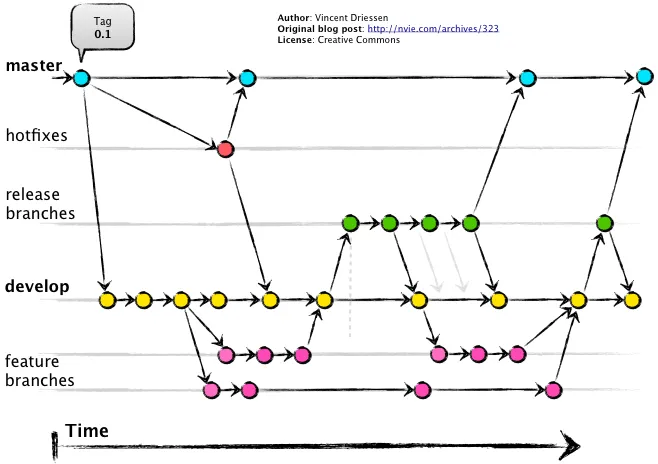 Tag
0.1
Author: Vincent Driessen
Original blog post: http://nvie.com/archives/323
License: Creative Commons
master
hotfixes
release
branches
develop
feature
branches
Time